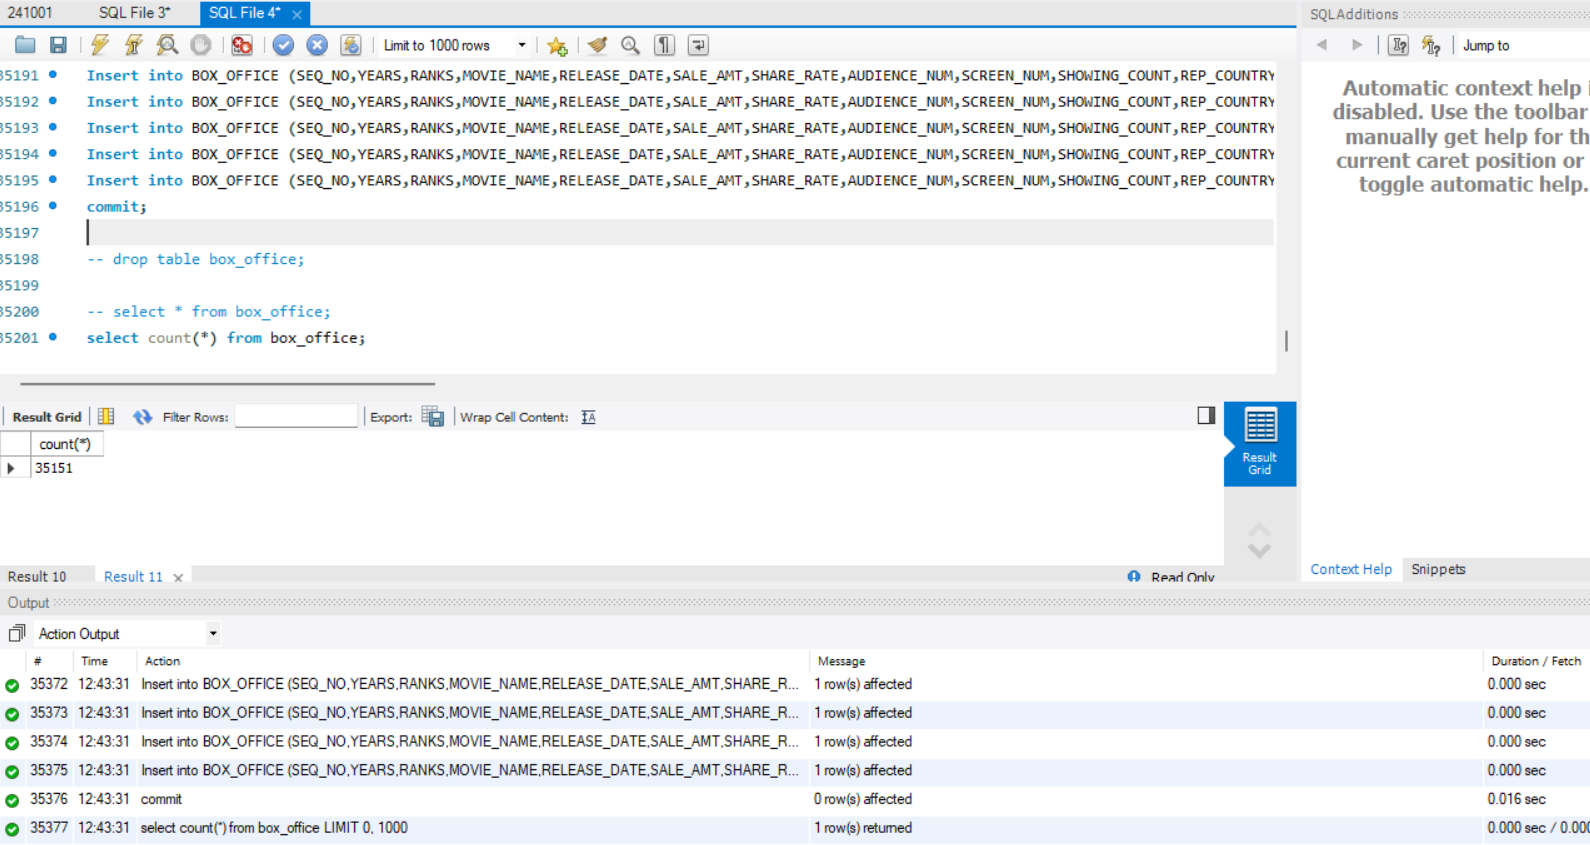 241001 SQL File 3* SQL File 4* ×
SQLAdditions
Limit to 1000 rows
Jump to
35191 Insert into BOX_OFFICE (SEQ_NO,YEARS,RANKS,MOVIE_NAME,RELEASE_DATE,SALE_AMT,SHARE_RATE,AUDIENCE_NUM,SCREEN_NUM,SHOWING_COUNT,REP_COUNTRY
35192 Insert into BOX_OFFICE (SEQ_NO,YEARS,RANKS,MOVIE_NAME,RELEASE_DATE,SALE_AMT,SHARE_RATE,AUDIENCE_NUM,SCREEN_NUM,SHOWING_COUNT,REP_COUNTRY
35193 Insert into BOX_OFFICE (SEQ_NO,YEARS,RANKS,MOVIE_NAME,RELEASE_DATE,SALE_AMT,SHARE_RATE,AUDIENCE_NUM,SCREEN_NUM,SHOWING_COUNT,REP_COUNTRY
35194 Insert into BOX_OFFICE (SEQ_NO,YEARS,RANKS,MOVIE_NAME,RELEASE_DATE,SALE_AMT,SHARE_RATE,AUDIENCE_NUM,SCREEN_NUM,SHOWING_COUNT,REP_COUNTRY
35195 Insert into BOX_OFFICE (SEQ_NO,YEARS,RANKS,MOVIE_NAME,RELEASE_DATE,SALE_AMT,SHARE_RATE,AUDIENCE_NUM,SCREEN_NUM,SHOWING_COUNT,REP_COUNTRY
35196 commit;
35197
35198 -- drop table box_office;
35199
35200 -- select * from box_office;
35201 select count(*) from box_office;
Automatic context help i
disabled. Use the toolbar
manually get help for th
current caret position or
toggle automatic help.
Result Grid Filter Rows: Export: Wrap Cell Content:
count(*)
35151
Result
Grid
Result 10 Result 11 × Read Only
Context Help Snippets
Output
Action Output
# Time Action Message Duration / Fetch
35372 12:43:31 Insert into BOX_OFFICE (SEQ_NO,YEARS,RANKS,MOVIE_NAME,RELEASE_DATE,SALE_AMT,SHARE_R... 1 row(s) affected 0.000 sec
35373 12:43:31 Insert into BOX_OFFICE (SEQ_NO,YEARS,RANKS,MOVIE_NAME,RELEASE_DATE,SALE_AMT,SHARE_R... 1 row(s) affected 0.000 sec
35374 12:43:31 Insert into BOX_OFFICE (SEQ_NO,YEARS,RANKS,MOVIE_NAME,RELEASE_DATE,SALE_AMT,SHARE_R... 1 row(s) affected 0.000 sec
35375 12:43:31 Insert into BOX_OFFICE (SEQ_NO,YEARS,RANKS,MOVIE_NAME,RELEASE_DATE,SALE_AMT,SHARE_R... 1 row(s) affected 0.000 sec
35376 12:43:31 commit 0 row(s) affected 0.016 sec
35377 12:43:31 select count(*) from box_office LIMIT 0, 1000 1 row(s) returned 0.000 sec / 0.000